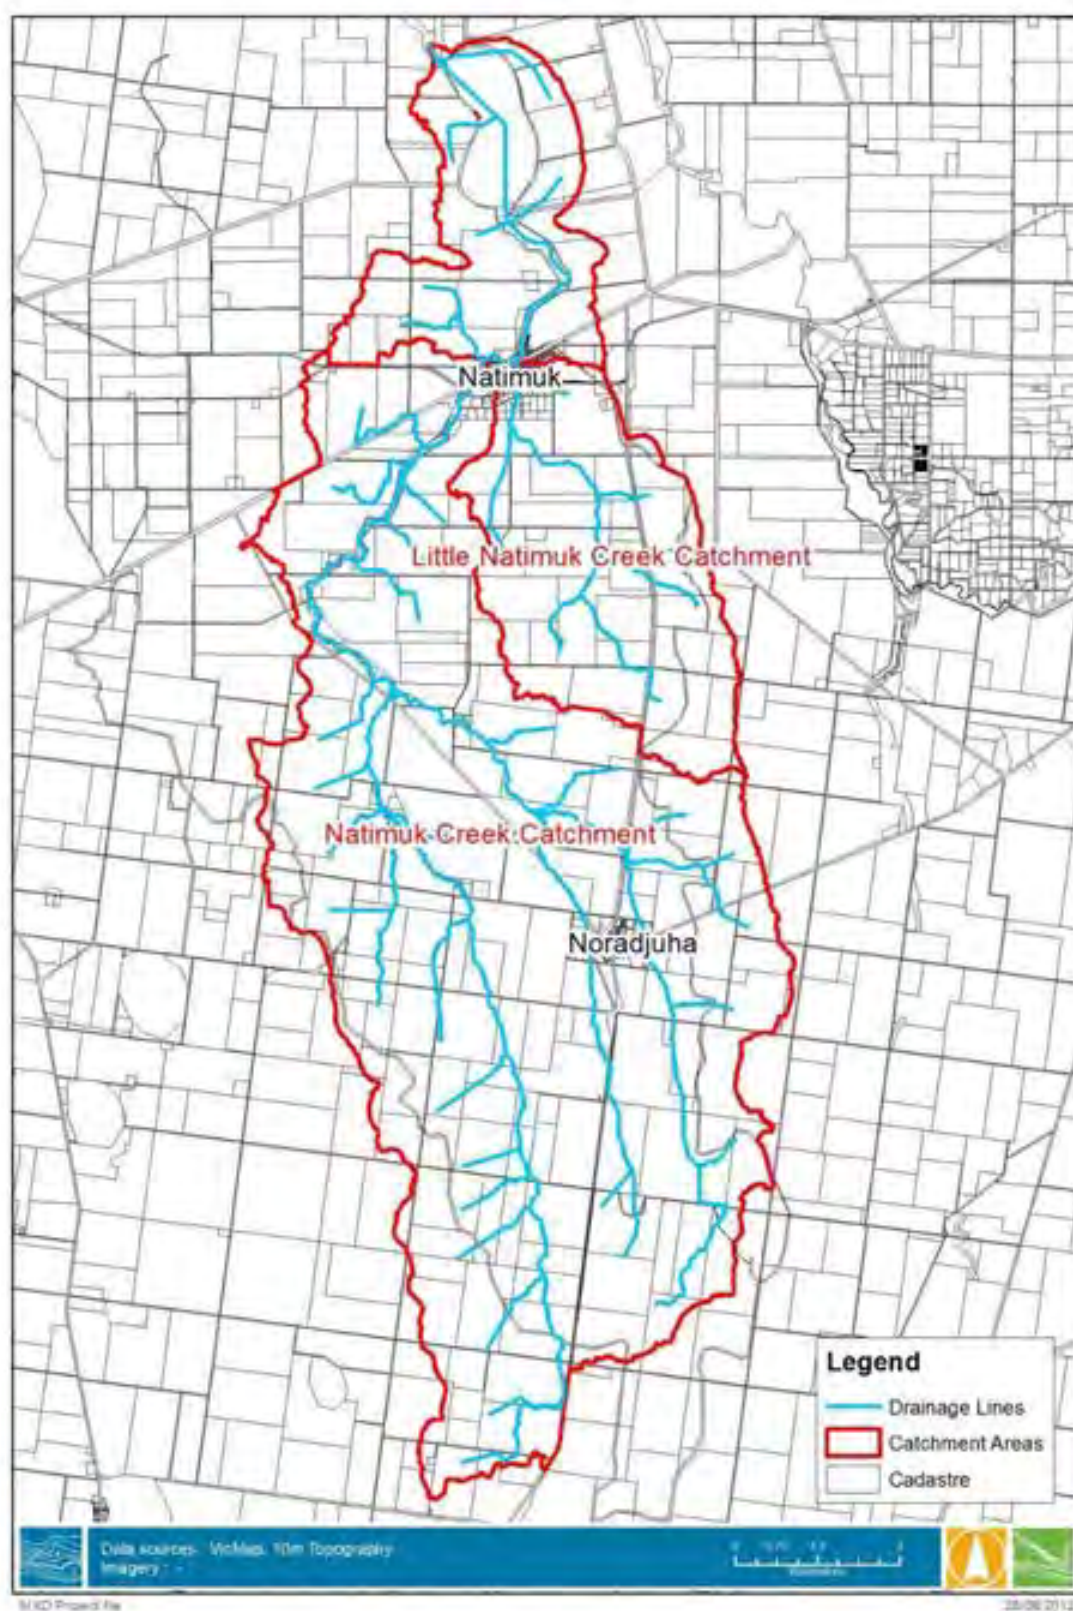 Natimuk
Little Natimuk Creek Catchment
Natimuk Creek Catchment
Noradjuha
Legend
Drainage Lines
Catchment Areas
Cadastre
Data sources: VicMap, 10m Topography
Imagery : -